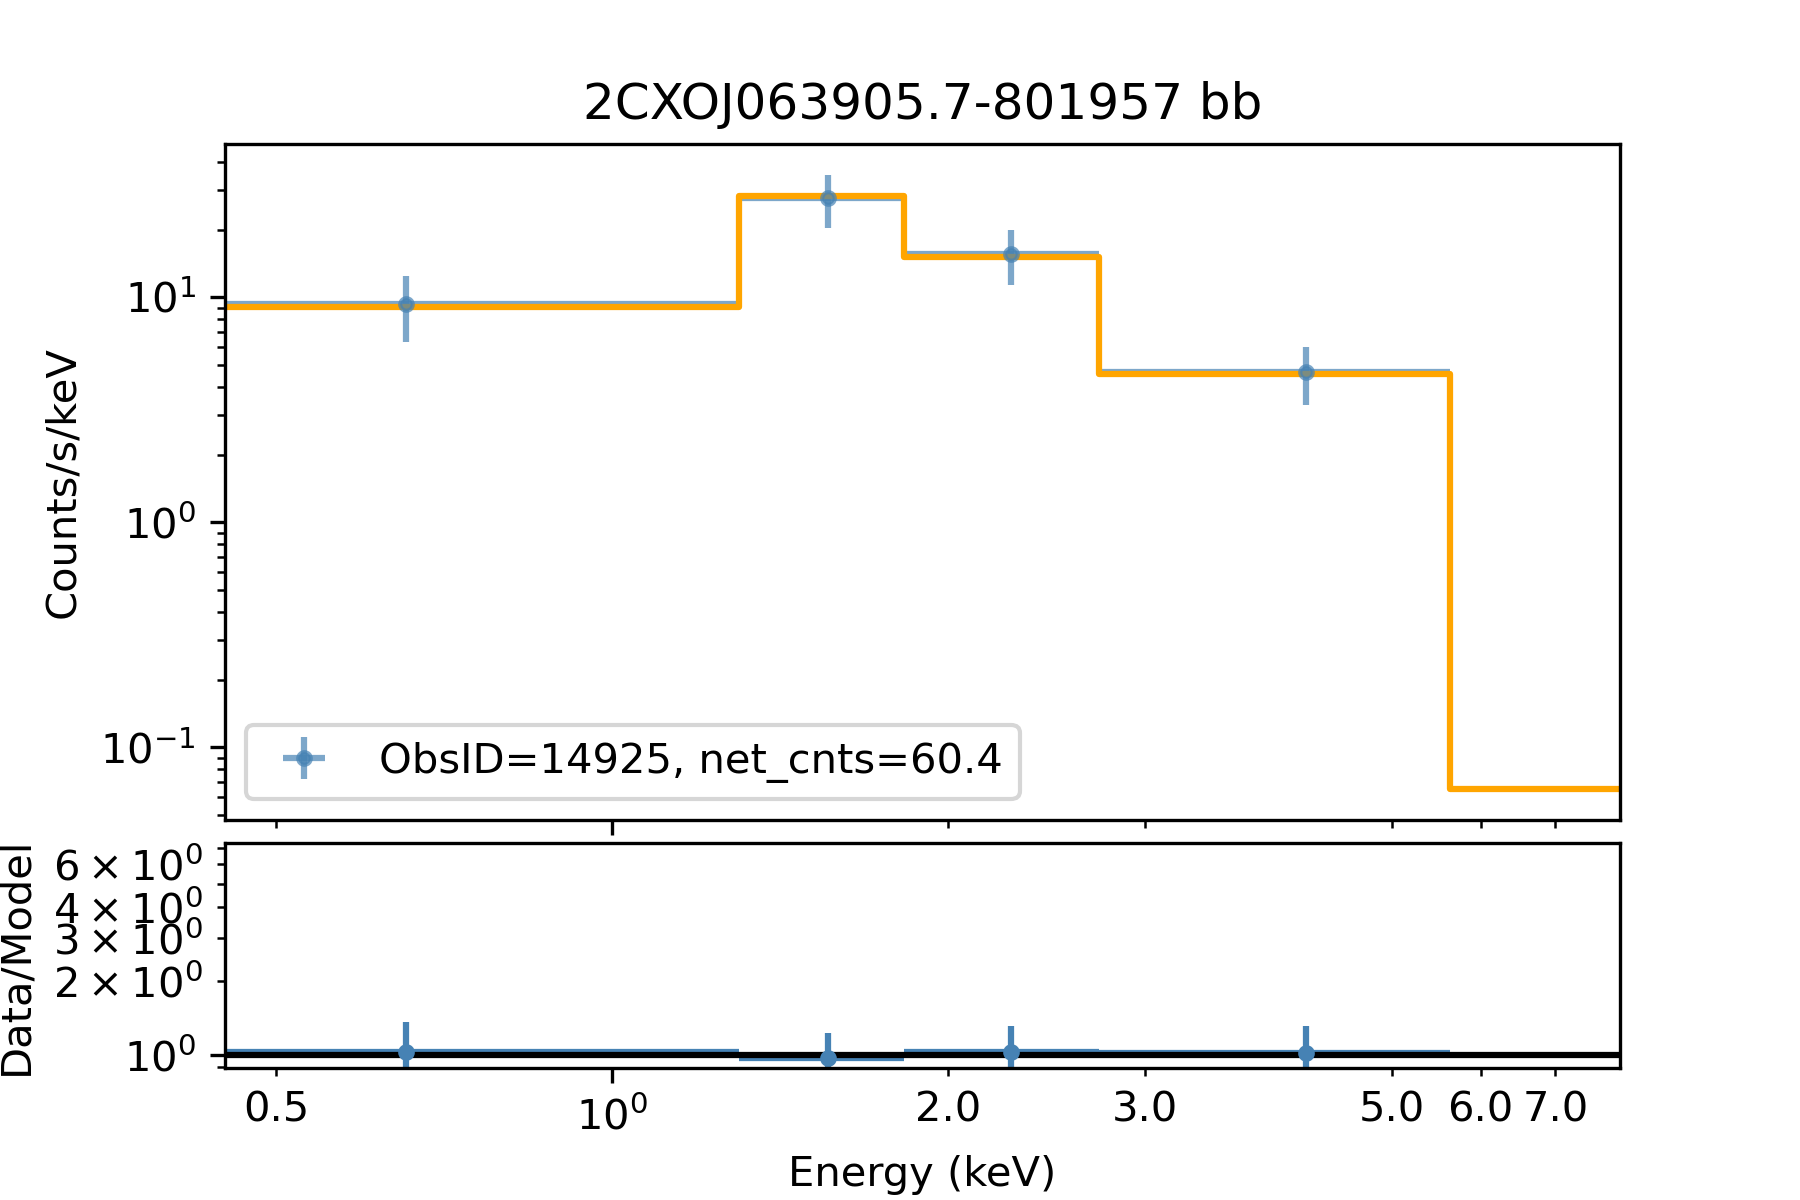 2CXOJ063905.7-801957 bb
Counts/s/keV
10¹
10⁰
10⁻¹
ObsID=14925, net_cnts=60.4
Data/Model
6 × 10⁰
4 × 10⁰
3 × 10⁰
2 × 10⁰
10⁰
0.5 10⁰ 2.0 3.0 5.0 6.0 7.0
Energy (keV)